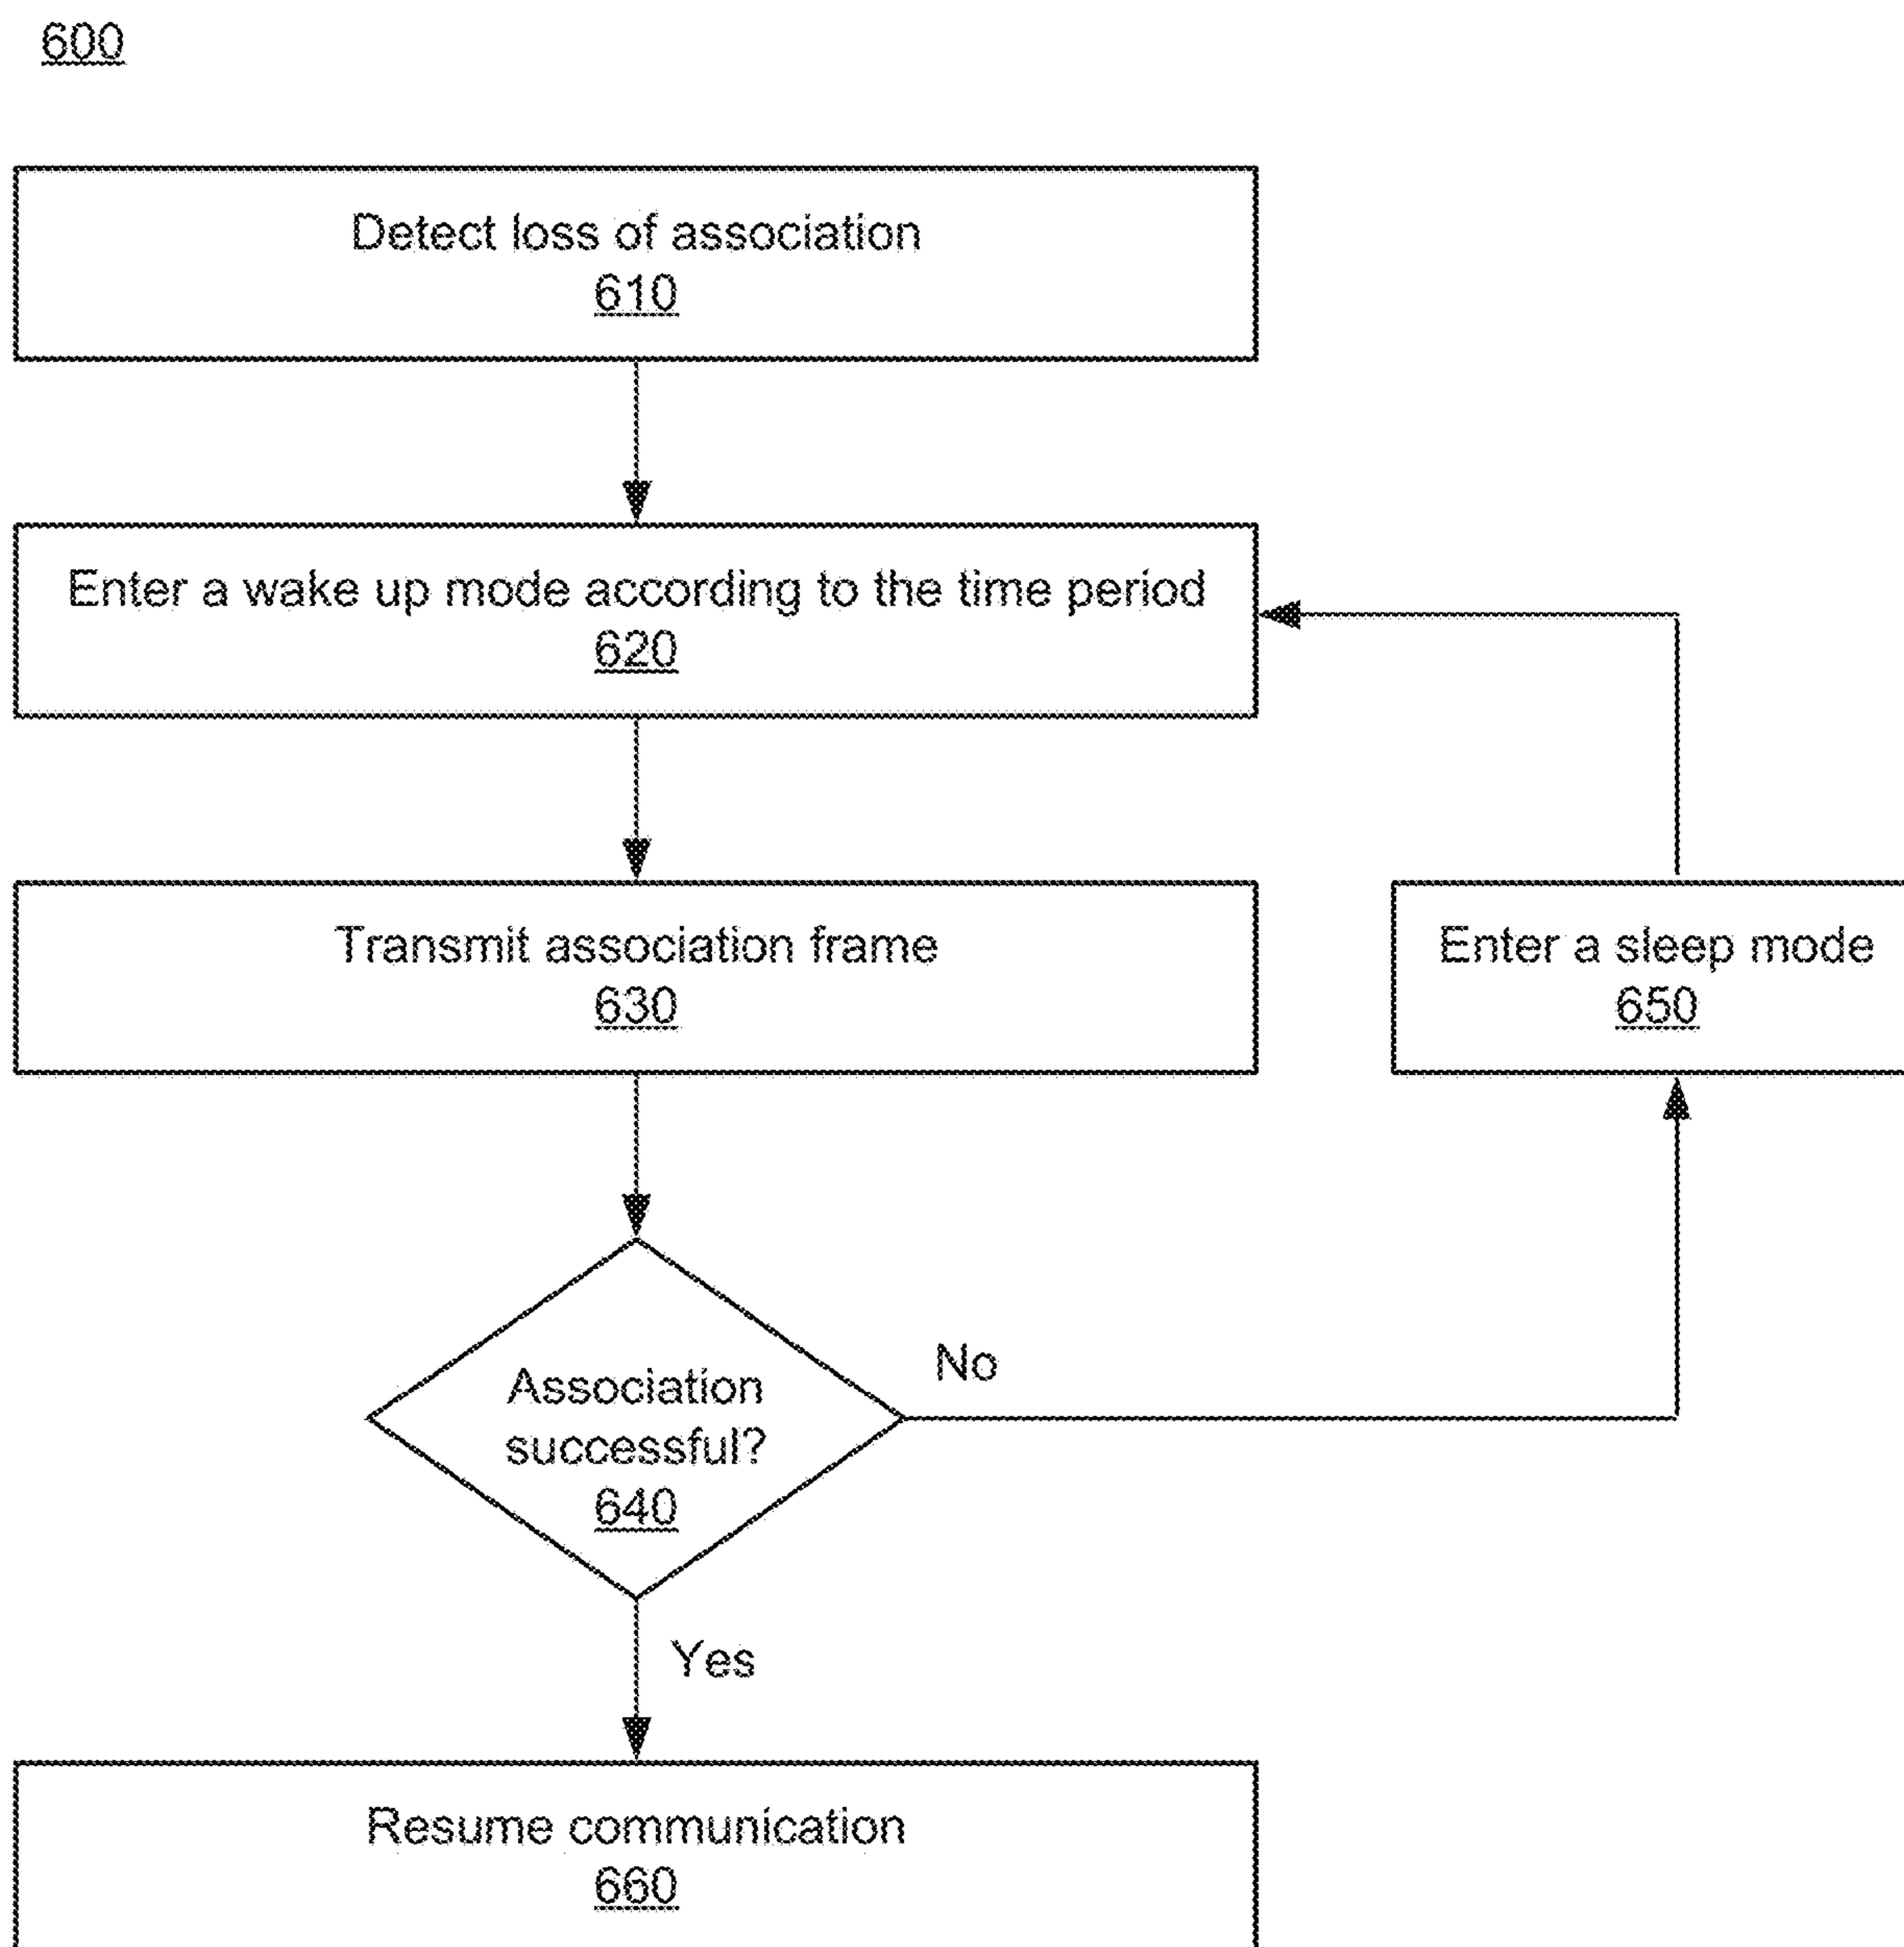 600
Detect loss of association
610
Enter a wake up mode according to the time period
620
Transmit association frame
630
Enter a sleep mode
650
Association
successful?
640
No
Yes
Resume communication
660